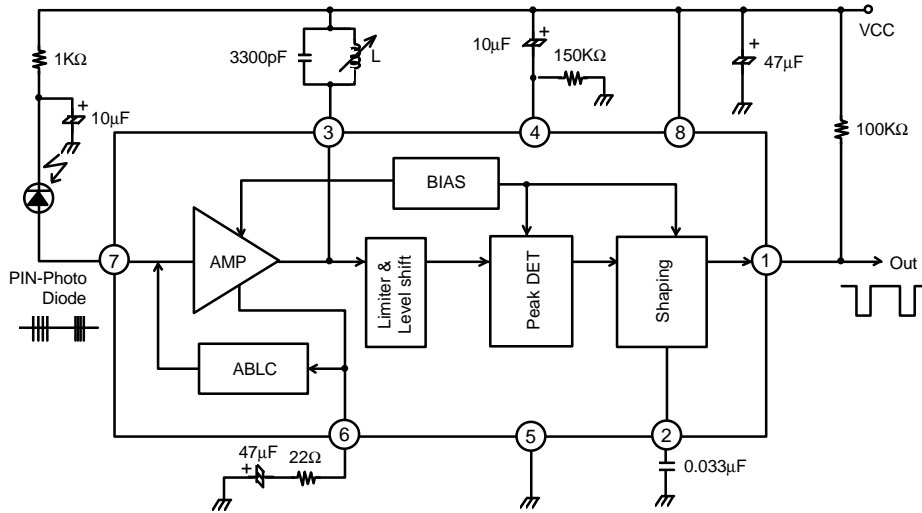 VCC
1KΩ
+
10μF
3300pF
L
10μF
+
150KΩ
+
47μF
100KΩ
3
4
8
BIAS
7
AMP
Limiter &
Level shift
Peak DET
Shaping
1
Out
PIN-Photo
Diode
ABLC
6
5
2
47μF
+
22Ω
0.033μF